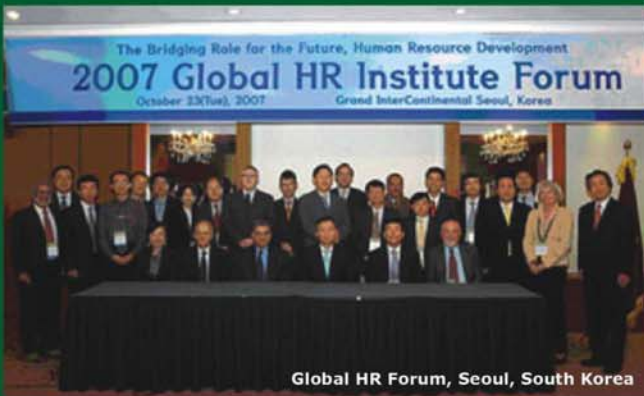 The Bridging Role for the Future, Human Resource Development
2007 Global HR Institute Forum
October 23(Tue), 2007 Grand InterContinental Seoul, Korea
Global HR Forum, Seoul, South Korea